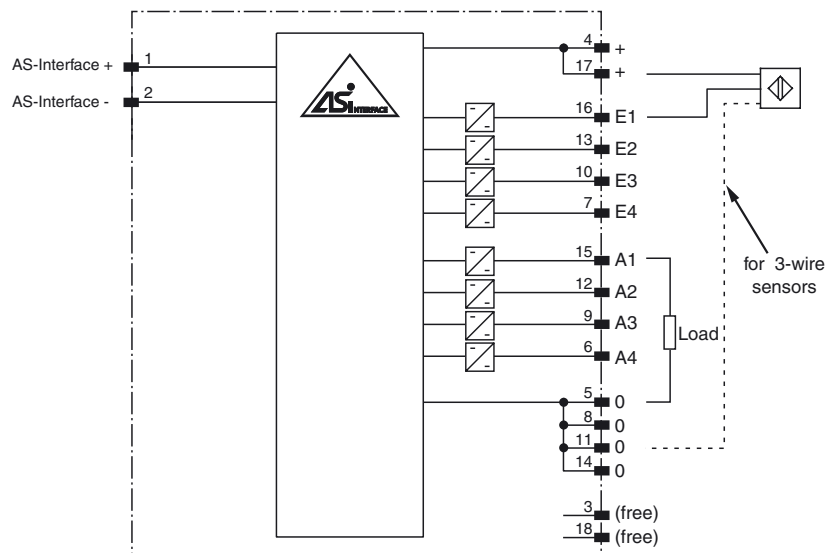 AS-Interface + 1
AS-Interface - 2
ASi INTERFACE
4 +
17 +
16 E1
13 E2
10 E3
7 E4
15 A1
12 A2
9 A3
6 A4
Load
5 0
8 0
11 0
14 0
3 (free)
18 (free)
for 3-wire
sensors